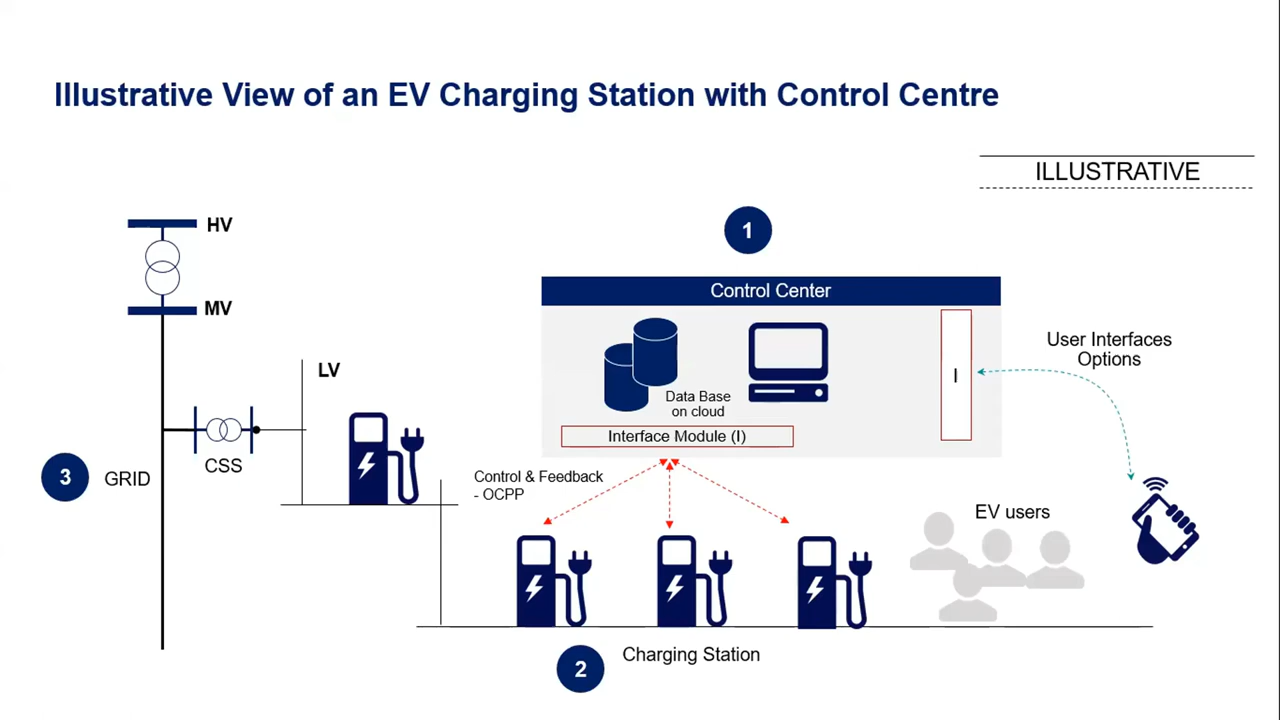 Illustrative View of an EV Charging Station with Control Centre
ILLUSTRATIVE
HV
MV
LV
CSS
3
GRID
1
Control Center
Data Base
on cloud
Interface Module (I)
I
User Interfaces
Options
Control & Feedback
- OCPP
EV users
2
Charging Station